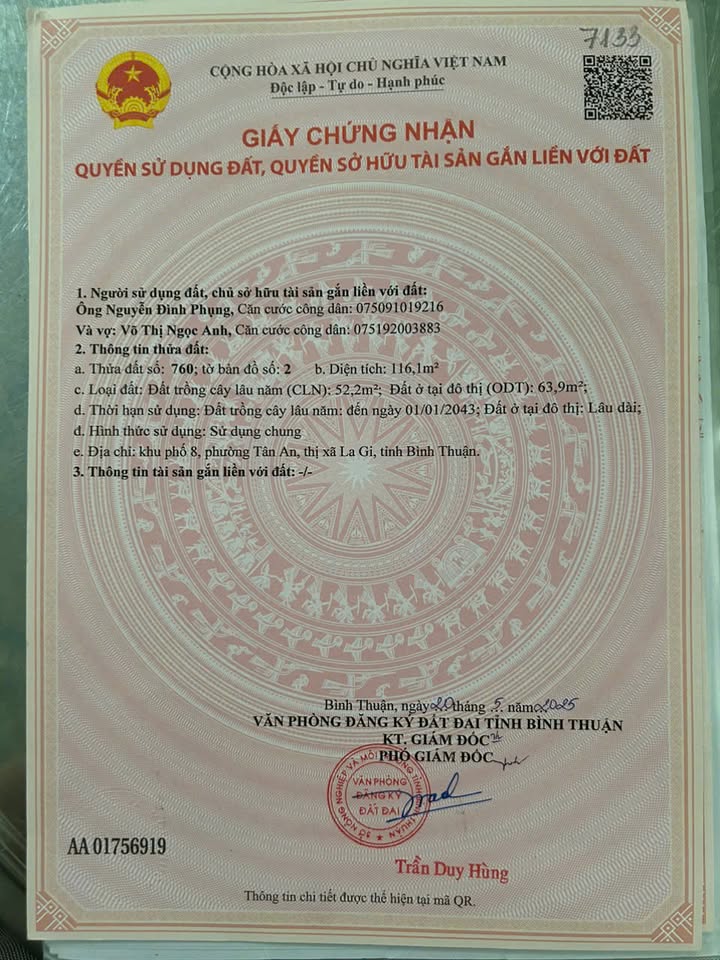 7133
CỘNG HÒA XÃ HỘI CHỦ NGHĨA VIỆT NAM
Độc lập - Tự do - Hạnh phúc
GIẤY CHỨNG NHẬN
QUYỀN SỬ DỤNG ĐẤT, QUYỀN SỞ HỮU TÀI SẢN GẮN LIỀN VỚI ĐẤT
1. Người sử dụng đất, chủ sở hữu tài sản gắn liền với đất:
Ông Nguyễn Đình Phụng, Căn cước công dân: 075091019216
Và vợ: Võ Thị Ngọc Anh, Căn cước công dân: 075192003883
2. Thông tin thửa đất:
a. Thửa đất số: 760; tờ bản đồ số: 2 b. Diện tích: 116,1m²
c. Loại đất: Đất trồng cây lâu năm (CLN): 52,2m²; Đất ở tại đô thị (ODT): 63,9m²;
d. Thời hạn sử dụng: Đất trồng cây lâu năm: đến ngày 01/01/2043; Đất ở tại đô thị: Lâu dài;
đ. Hình thức sử dụng: Sử dụng chung
e. Địa chỉ: khu phố 8, phường Tân An, thị xã La Gi, tỉnh Bình Thuận.
3. Thông tin tài sản gắn liền với đất: -/-
Bình Thuận, ngày 20 tháng 5 năm 2025
VĂN PHÒNG ĐĂNG KÝ ĐẤT ĐAI TỈNH BÌNH THUẬN
KT. GIÁM ĐỐC
PHÓ GIÁM ĐỐC
VĂN PHÒNG
ĐĂNG KÝ
ĐẤT ĐAI
AA 01756919
Trần Duy Hùng
Thông tin chi tiết được thể hiện tại mã QR.